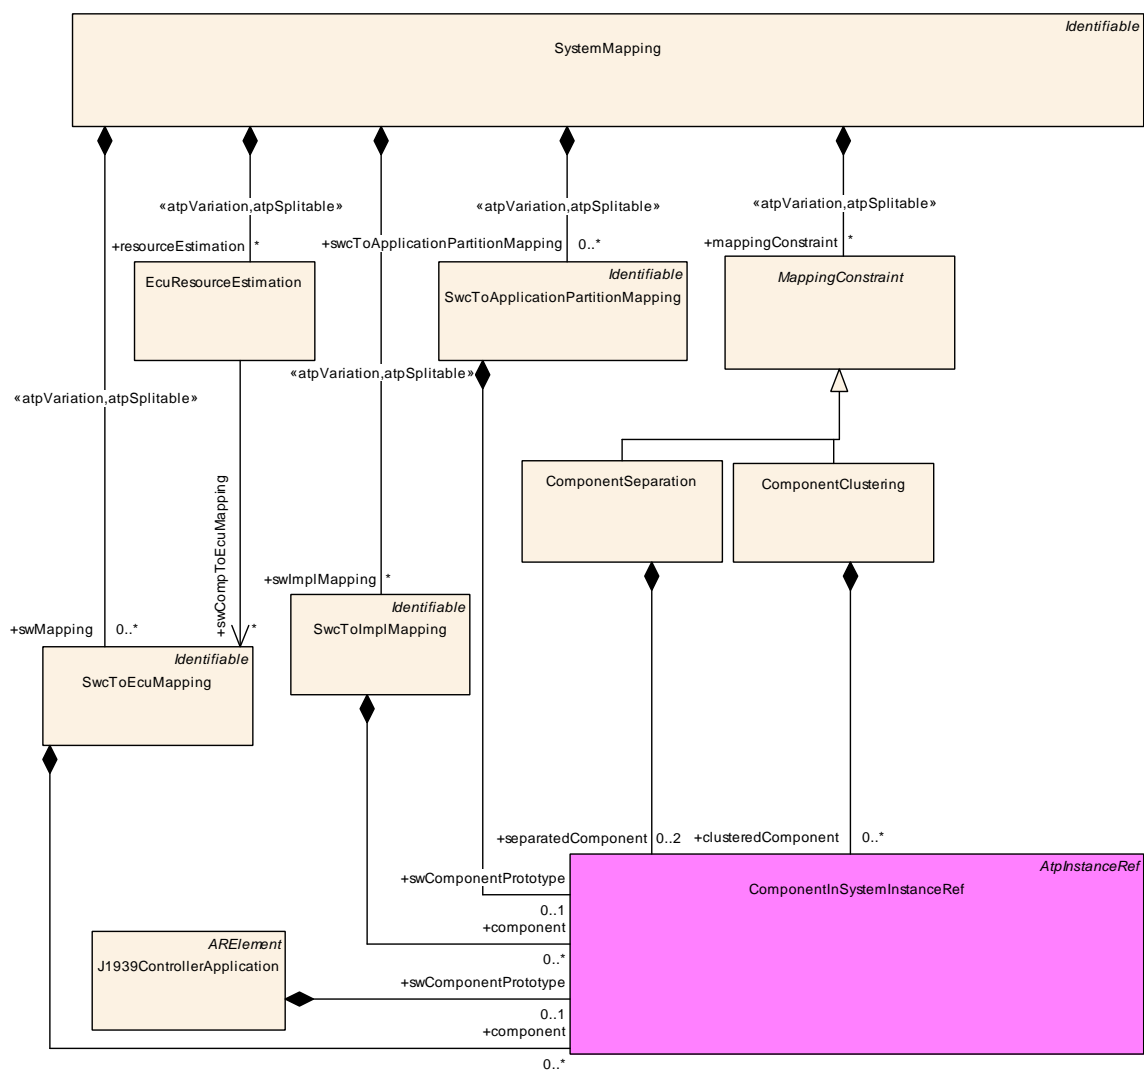 Identifiable
SystemMapping
«atpVariation,atpSplitable»
«atpVariation,atpSplitable»
«atpVariation,atpSplitable»
+resourceEstimation *
+swcToApplicationPartitionMapping 0..*
+mappingConstraint *
EcuResourceEstimation
Identifiable
SwcToApplicationPartitionMapping
MappingConstraint
«atpVariation,atpSplitable»
«atpVariation,atpSplitable»
ComponentSeparation
ComponentClustering
+swCompToEcuMapping
*
+swImplMapping *
+swMapping 0..*
Identifiable
SwcToImplMapping
Identifiable
SwcToEcuMapping
+separatedComponent 0..2
+clusteredComponent 0..*
AtpInstanceRef
ComponentInSystemInstanceRef
+swComponentPrototype
0..1
+component
0..*
ARElement
J1939ControllerApplication
+swComponentPrototype
0..1
+component
0..*